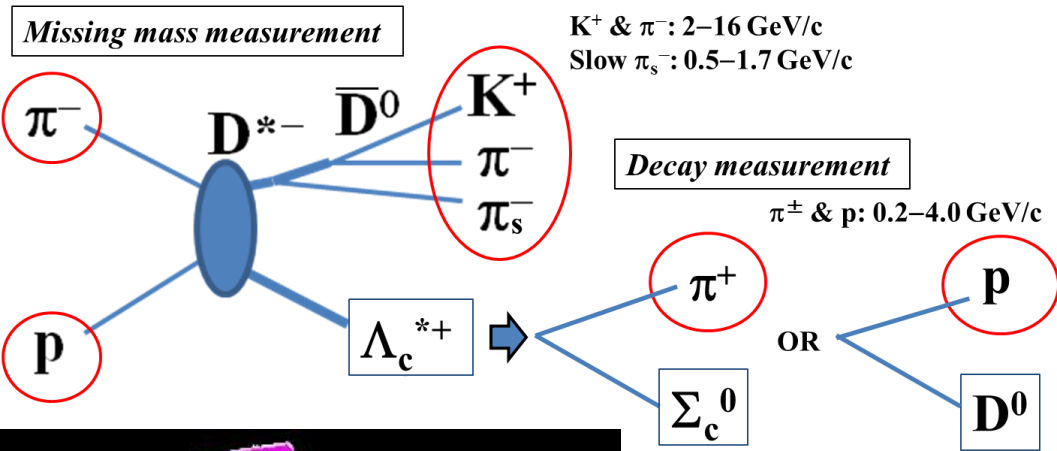 Missing mass measurement
K⁺ & π⁻: 2–16 GeV/c
Slow πₛ⁻: 0.5–1.7 GeV/c
π⁻
D*⁻
D̅⁰
K⁺
π⁻
πₛ⁻
Decay measurement
π± & p: 0.2–4.0 GeV/c
π⁺
p
p
Λc*⁺
OR
Σc⁰
D⁰